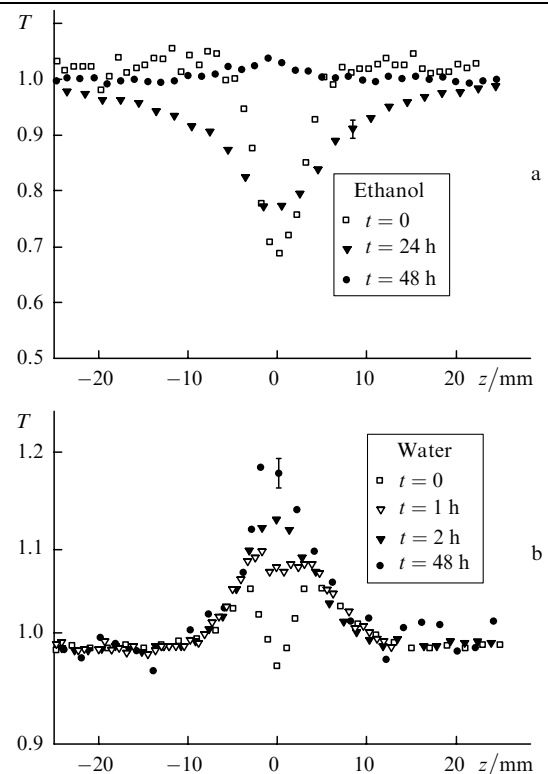 T
1.0
0.9
0.8
0.7
0.6
0.5
Ethanol
t = 0
t = 24 h
t = 48 h
a
−20
−10
0
10
20
z/mm
T
1.2
1.1
1.0
0.9
Water
t = 0
t = 1 h
t = 2 h
t = 48 h
b
−20
−10
0
10
20
z/mm